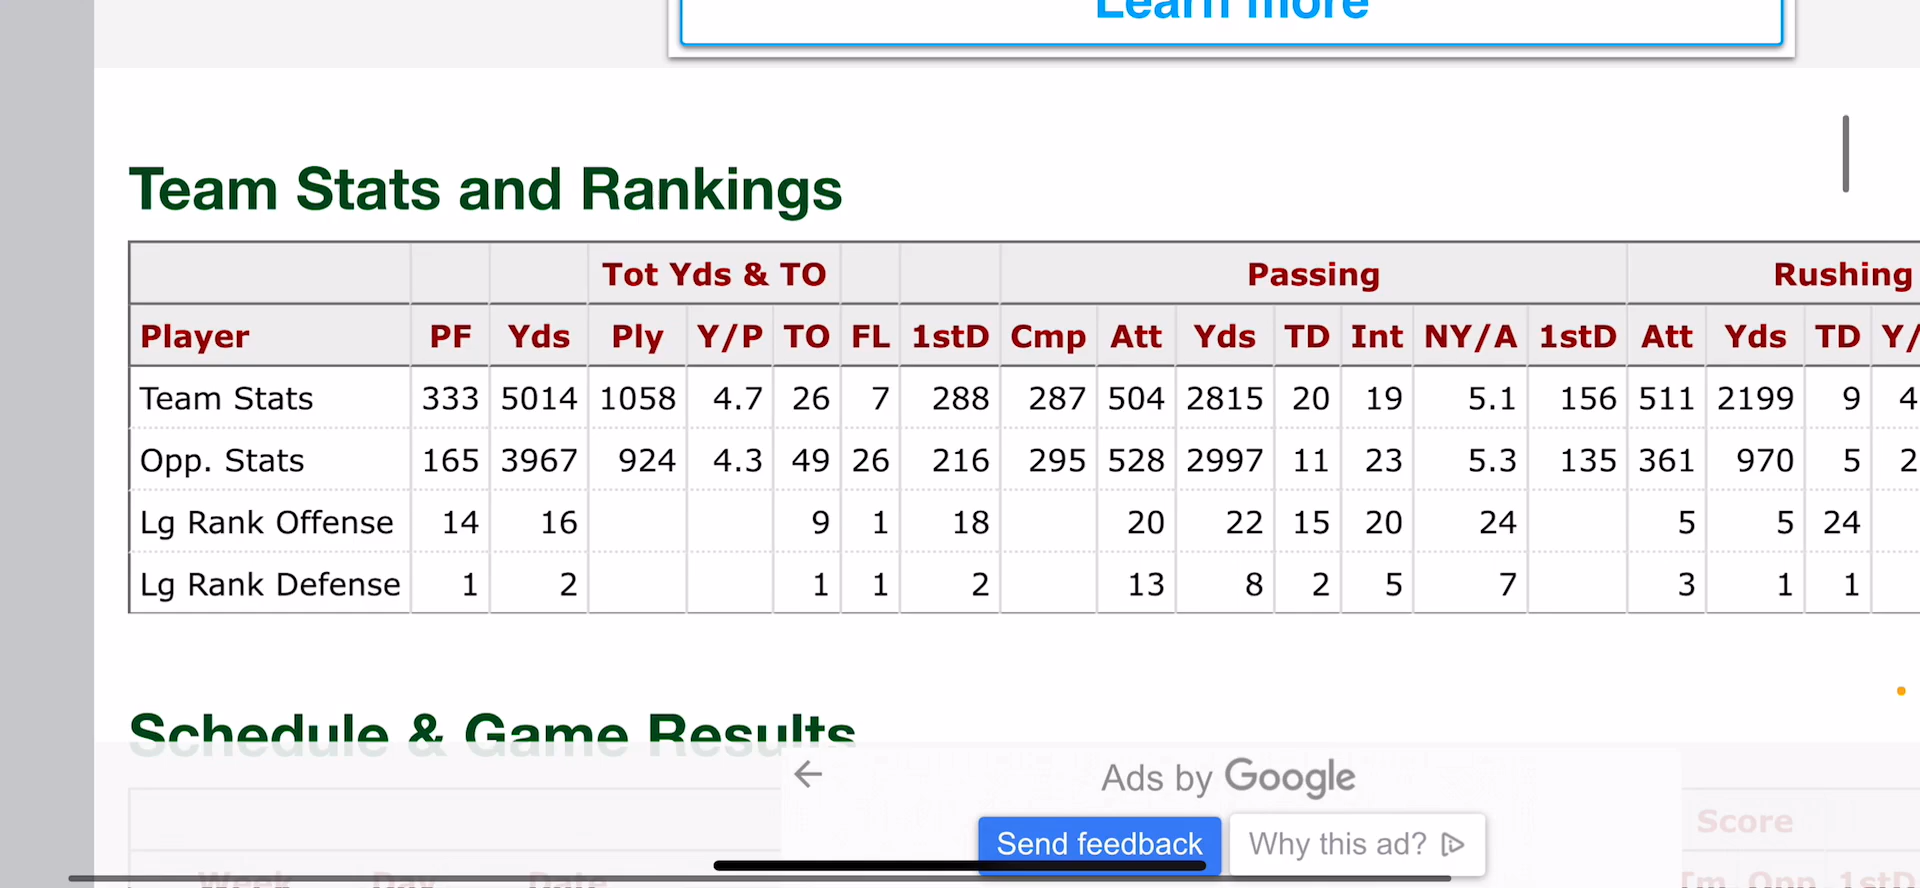 Learn more
Team Stats and Rankings
Tot Yds & TO Passing Rushing
Player PF Yds Ply Y/P TO FL 1stD Cmp Att Yds TD Int NY/A 1stD Att Yds TD Y/
Team Stats 333 5014 1058 4.7 26 7 288 287 504 2815 20 19 5.1 156 511 2199 9 4
Opp. Stats 165 3967 924 4.3 49 26 216 295 528 2997 11 23 5.3 135 361 970 5 2
Lg Rank Offense 14 16 9 1 18 20 22 15 20 24 5 5 24
Lg Rank Defense 1 2 1 1 2 13 8 2 5 7 3 1 1
Schedule & Game Results
Ads by Google
Score
Send feedback Why this ad?
Week Day Date Tm Opp 1stD